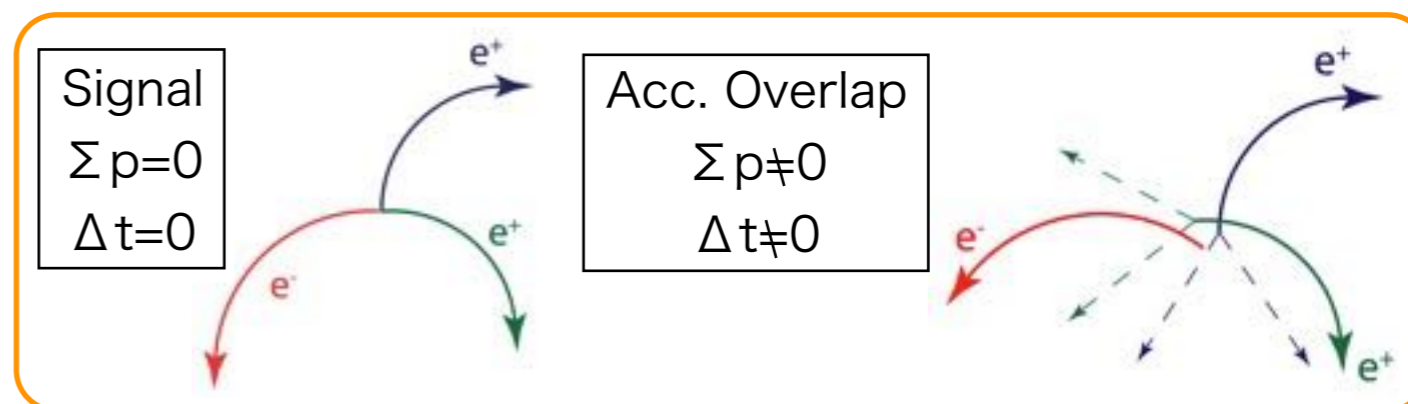 Signal
Σp=0
Δt=0
e⁺
e⁻
e⁺
Acc. Overlap
Σp≠0
Δt≠0
e⁺
e⁻
e⁺